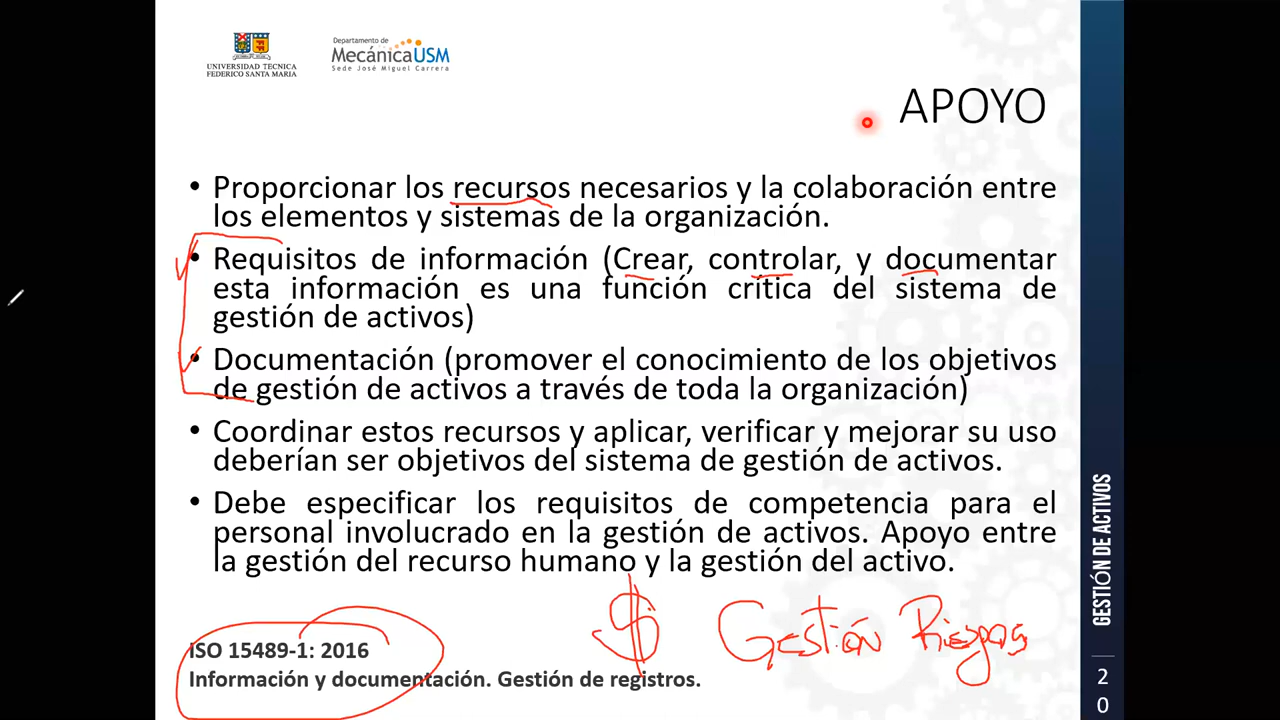 UNIVERSIDAD TECNICA
FEDERICO SANTA MARIA
Departamento de
MecánicaUSM
Sede José Miguel Carrera
APOYO
• Proporcionar los recursos necesarios y la colaboración entre
los elementos y sistemas de la organización.
• Requisitos de información (Crear, controlar, y documentar
esta información es una función crítica del sistema de
gestión de activos)
• Documentación (promover el conocimiento de los objetivos
de gestión de activos a través de toda la organización)
• Coordinar estos recursos y aplicar, verificar y mejorar su uso
deberían ser objetivos del sistema de gestión de activos.
• Debe especificar los requisitos de competencia para el
personal involucrado en la gestión de activos. Apoyo entre
la gestión del recurso humano y la gestión del activo.
$ Gestión Riesgos
ISO 15489-1: 2016
Información y documentación. Gestión de registros.
GESTIÓN DE ACTIVOS
2
0